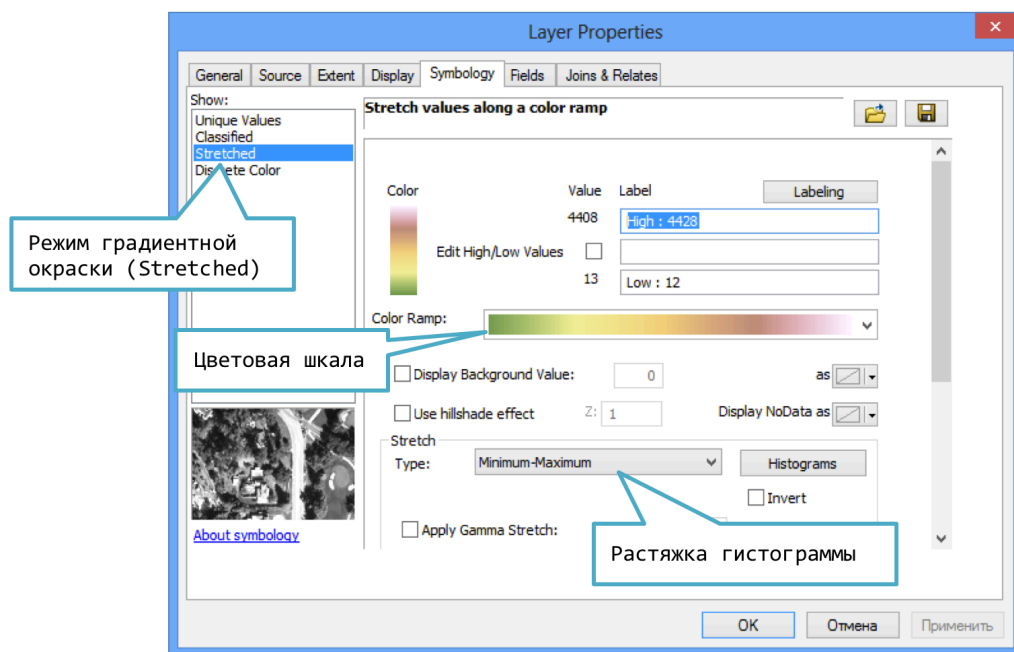 Layer Properties
General Source Extent Display Symbology Fields Joins & Relates
Show:
Unique Values
Classified
Stretched
Color
Режим градиентной
окраски (Stretched)
About symbology
Stretch values along a color ramp
Color Value Label Labeling
4408 High : 4428
Edit High/Low Values
13 Low : 12
Color Ramp:
Цветовая шкала
Display Background Value: 0 as
Use hillshade effect Z: 1 Display NoData as
Stretch
Type: Minimum-Maximum Histograms
Invert
Apply Gamma Stretch:
Растяжка гистограммы
OK Отмена Применить